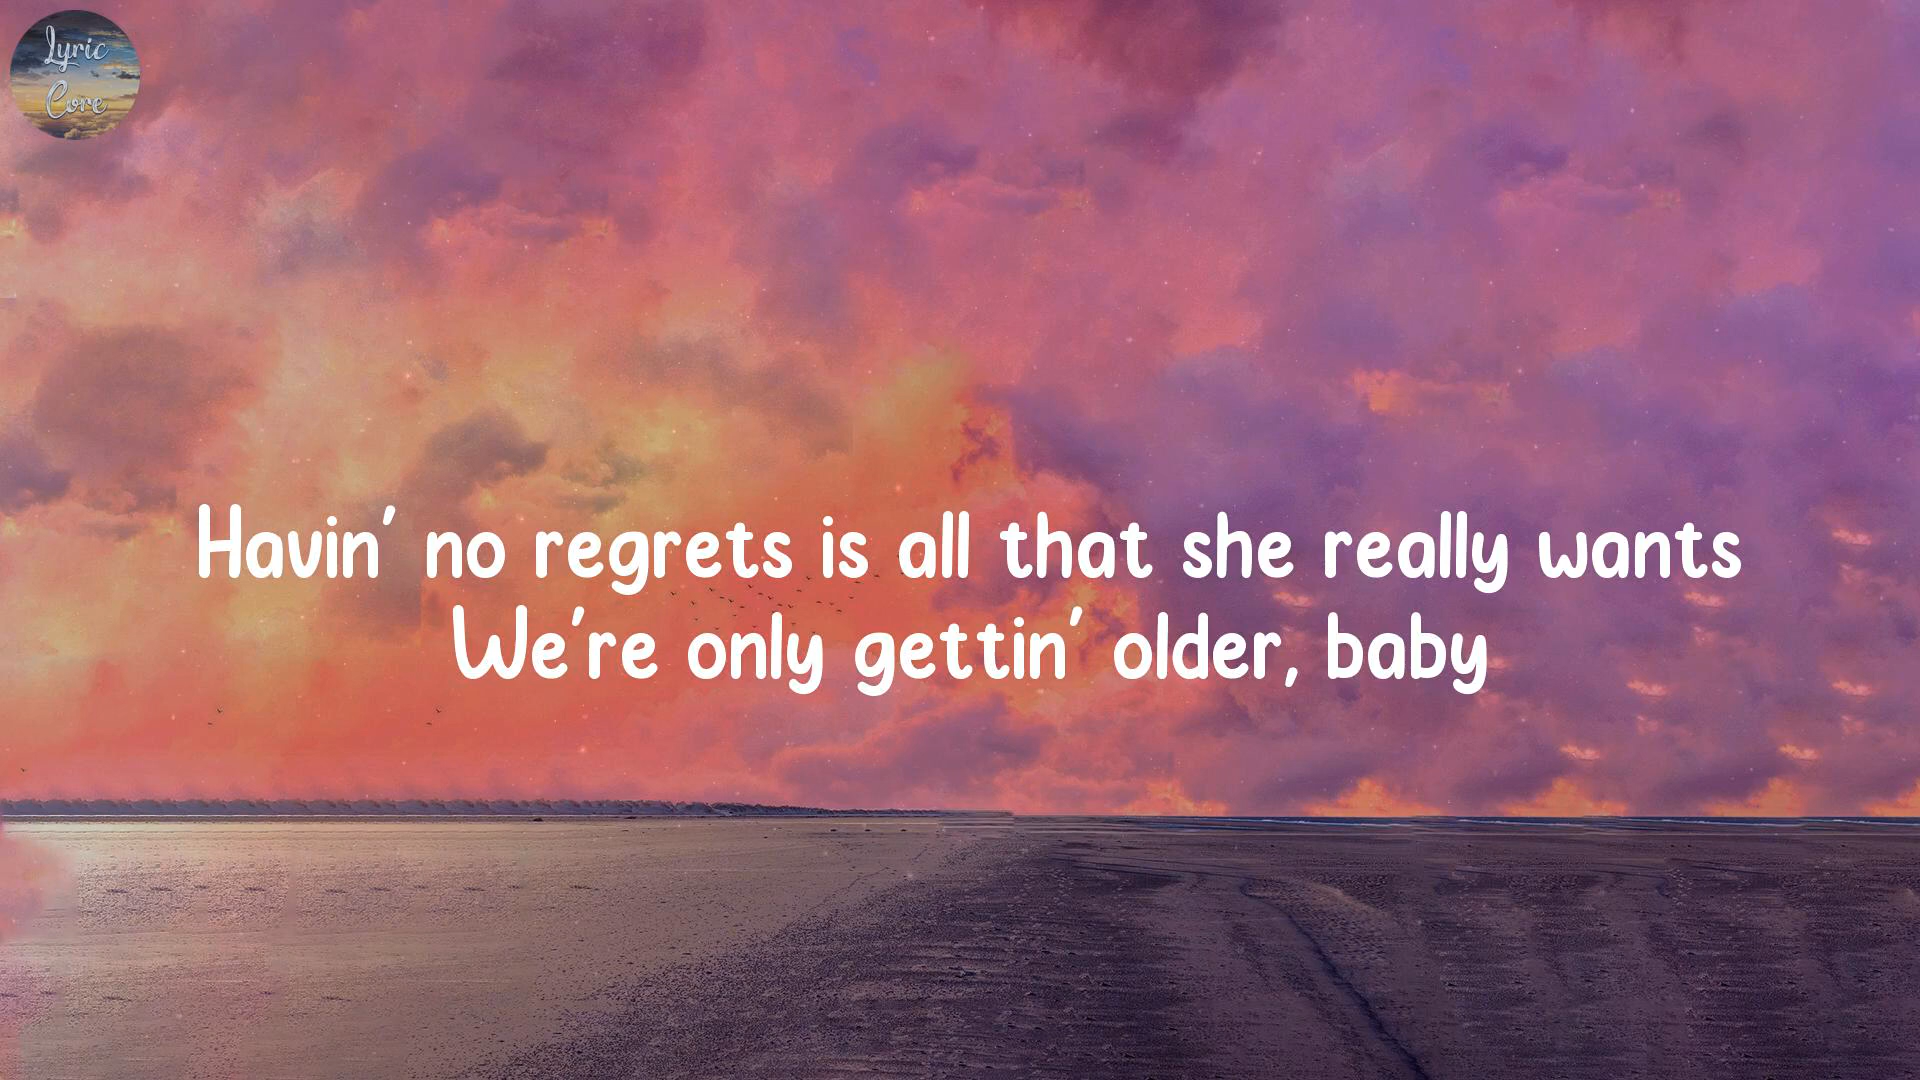 Lyric
Core
Havin' no regrets is all that she really wants
We're only gettin' older, baby